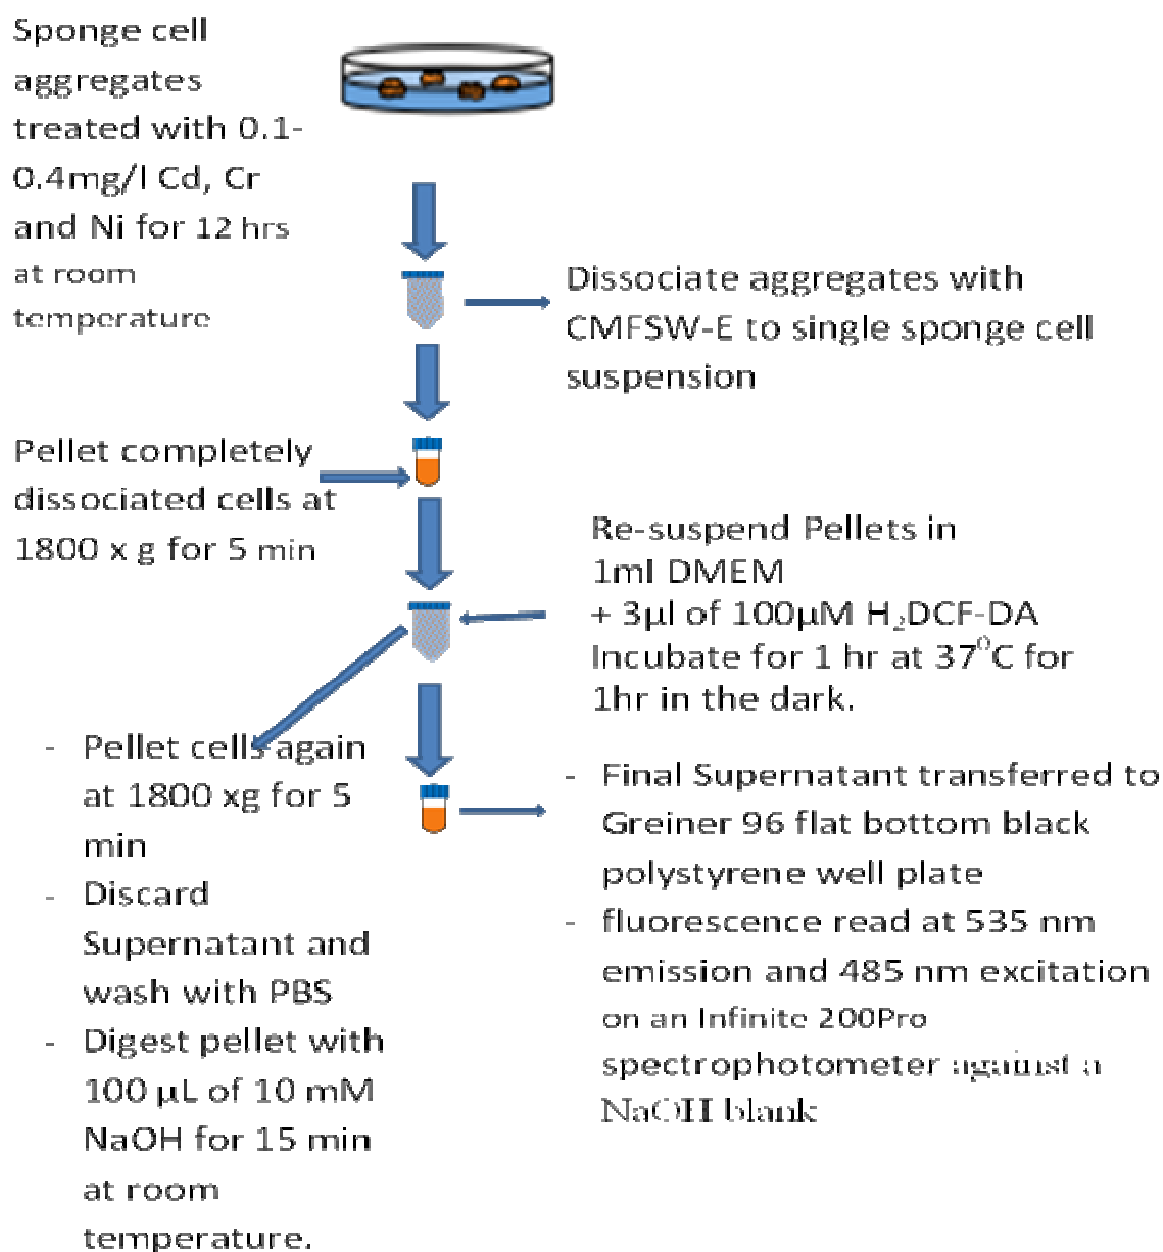 Sponge cell
aggregates
treated with 0.1-
0.4mg/l Cd, Cr
and Ni for 12 hrs
at room
temperature
Dissociate aggregates with
CMFSW-E to single sponge cell
suspension
Pellet completely
dissociated cells at
1800 x g for 5 min
Re-suspend Pellets in
1ml DMEM
+ 3µl of 100µM H₂DCF-DA
Incubate for 1 hr at 37⁰C for
1hr in the dark.
- Pellet cells again
at 1800 xg for 5
min
- Discard
Supernatant and
wash with PBS
- Digest pellet with
100 µL of 10 mM
NaOH for 15 min
at room
temperature.
- Final Supernatant transferred to
Greiner 96 flat bottom black
polystyrene well plate
- fluorescence read at 535 nm
emission and 485 nm excitation
on an Infinite 200Pro
spectrophotometer against a
NaOH blank